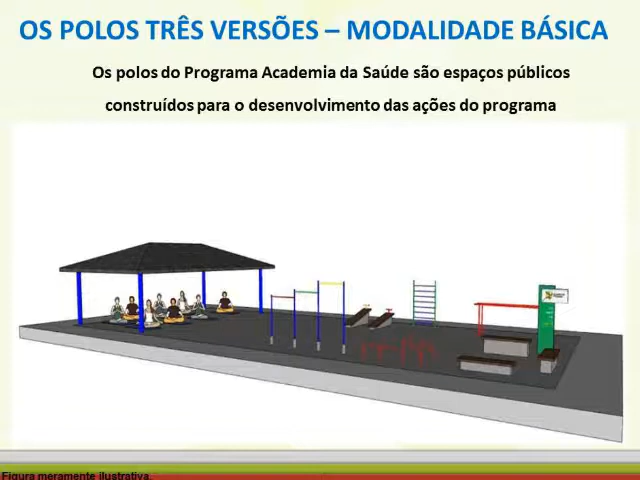 OS POLOS TRÊS VERSÕES – MODALIDADE BÁSICA
Os polos do Programa Academia da Saúde são espaços públicos
construídos para o desenvolvimento das ações do programa
Figura meramente ilustrativa.